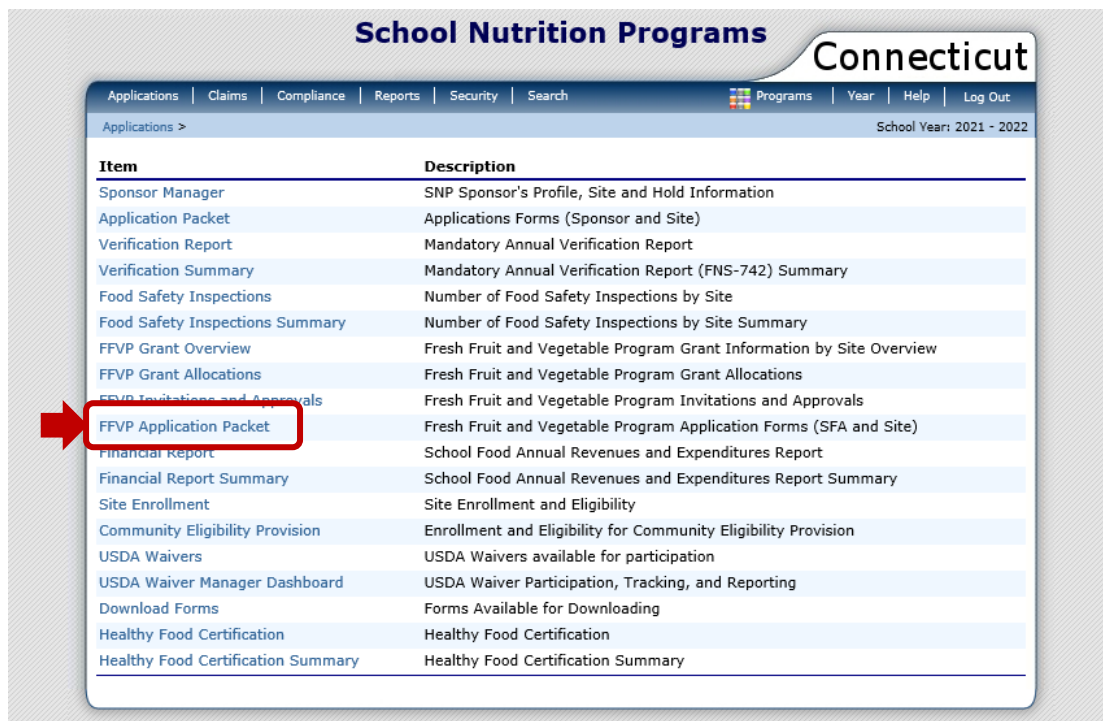 School Nutrition Programs
Connecticut
Applications | Claims | Compliance | Reports | Security | Search Programs | Year | Help | Log Out
Applications > School Year: 2021 - 2022
Item Description
Sponsor Manager SNP Sponsor's Profile, Site and Hold Information
Application Packet Applications Forms (Sponsor and Site)
Verification Report Mandatory Annual Verification Report
Verification Summary Mandatory Annual Verification Report (FNS-742) Summary
Food Safety Inspections Number of Food Safety Inspections by Site
Food Safety Inspections Summary Number of Food Safety Inspections by Site Summary
FFVP Grant Overview Fresh Fruit and Vegetable Program Grant Information by Site Overview
FFVP Grant Allocations Fresh Fruit and Vegetable Program Grant Allocations
FFVP Invitations and Approvals Fresh Fruit and Vegetable Program Invitations and Approvals
FFVP Application Packet Fresh Fruit and Vegetable Program Application Forms (SFA and Site)
Financial Report School Food Annual Revenues and Expenditures Report
Financial Report Summary School Food Annual Revenues and Expenditures Report Summary
Site Enrollment Site Enrollment and Eligibility
Community Eligibility Provision Enrollment and Eligibility for Community Eligibility Provision
USDA Waivers USDA Waivers available for participation
USDA Waiver Manager Dashboard USDA Waiver Participation, Tracking, and Reporting
Download Forms Forms Available for Downloading
Healthy Food Certification Healthy Food Certification
Healthy Food Certification Summary Healthy Food Certification Summary